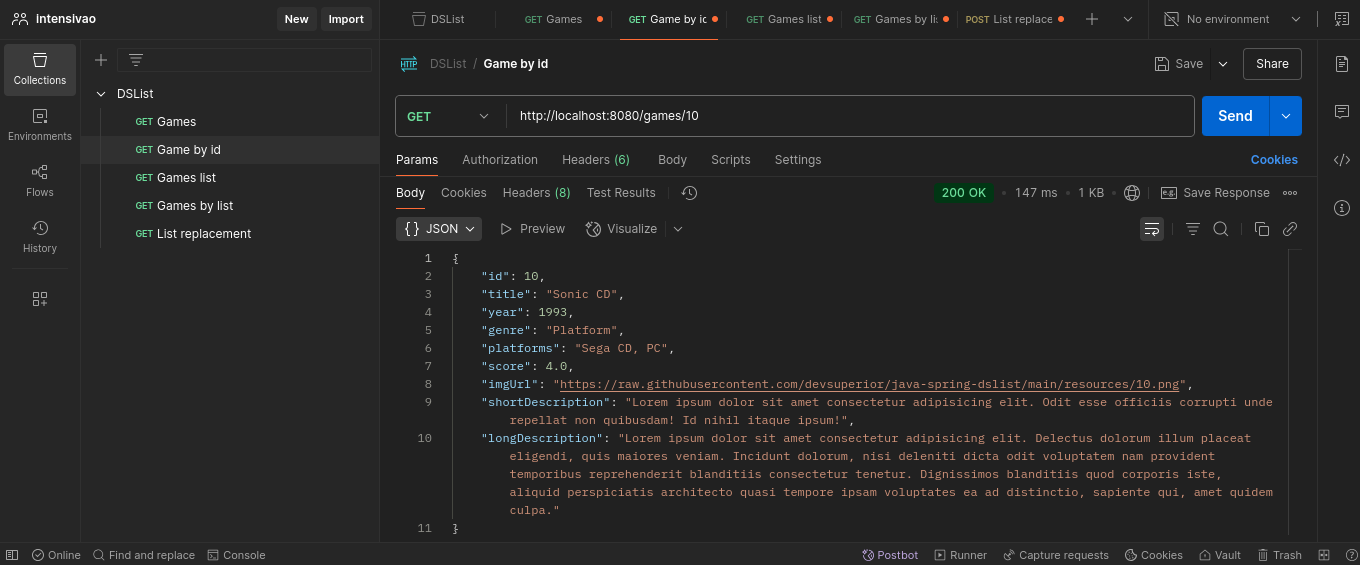 intensivao
New
Import
DSList
GET Games
GET Game by ic
GET Games list
GET Games by li
POST List replace
No environment
Collections
Environments
Flows
History
DSList
GET Games
GET Game by id
GET Games list
GET Games by list
GET List replacement
HTTP DSList / Game by id
Save
Share
GET
http://localhost:8080/games/10
Send
Params
Authorization
Headers (6)
Body
Scripts
Settings
Cookies
Body
Cookies
Headers (8)
Test Results
200 OK • 147 ms • 1 KB
e.g. Save Response
{} JSON
Preview
Visualize
1 {
2 "id": 10,
3 "title": "Sonic CD",
4 "year": 1993,
5 "genre": "Platform",
6 "platforms": "Sega CD, PC",
7 "score": 4.0,
8 "imgUrl": "https://raw.githubusercontent.com/devsuperior/java-spring-dslist/main/resources/10.png",
9 "shortDescription": "Lorem ipsum dolor sit amet consectetur adipisicing elit. Odit esse officiis corrupti unde
repellat non quibusdam! Id nihil itaque ipsum!",
10 "longDescription": "Lorem ipsum dolor sit amet consectetur adipisicing elit. Delectus dolorum illum placeat
eligendi, quis maiores veniam. Incidunt dolorum, nisi deleniti dicta odit voluptatem nam provident
temporibus reprehenderit blanditiis consectetur tenetur. Dignissimos blanditiis quod corporis iste,
aliquid perspiciatis architecto quasi tempore ipsam voluptates ea ad distinctio, sapiente qui, amet quidem
culpa."
11 }
Online
Find and replace
Console
Postbot
Runner
Capture requests
Cookies
Vault
Trash